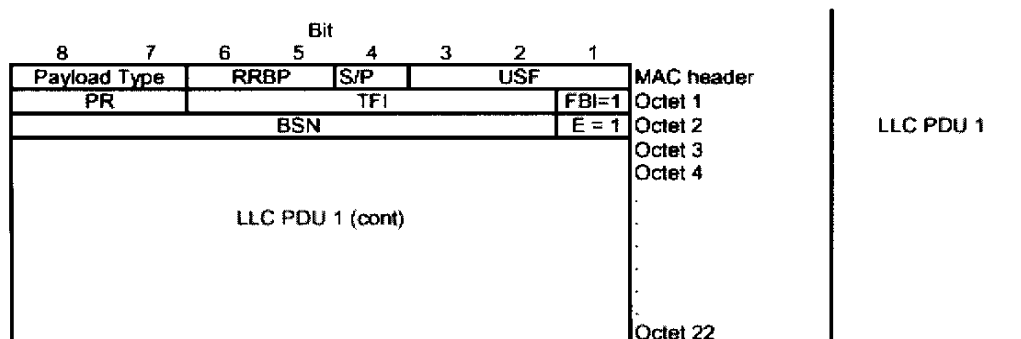 Bit
8 7 6 5 4 3 2 1
Payload Type RRBP S/P USF MAC header
PR TFI FBI=1 Octet 1
BSN E = 1 Octet 2
LLC PDU 1
Octet 3
Octet 4
LLC PDU 1 (cont)
Octet 22